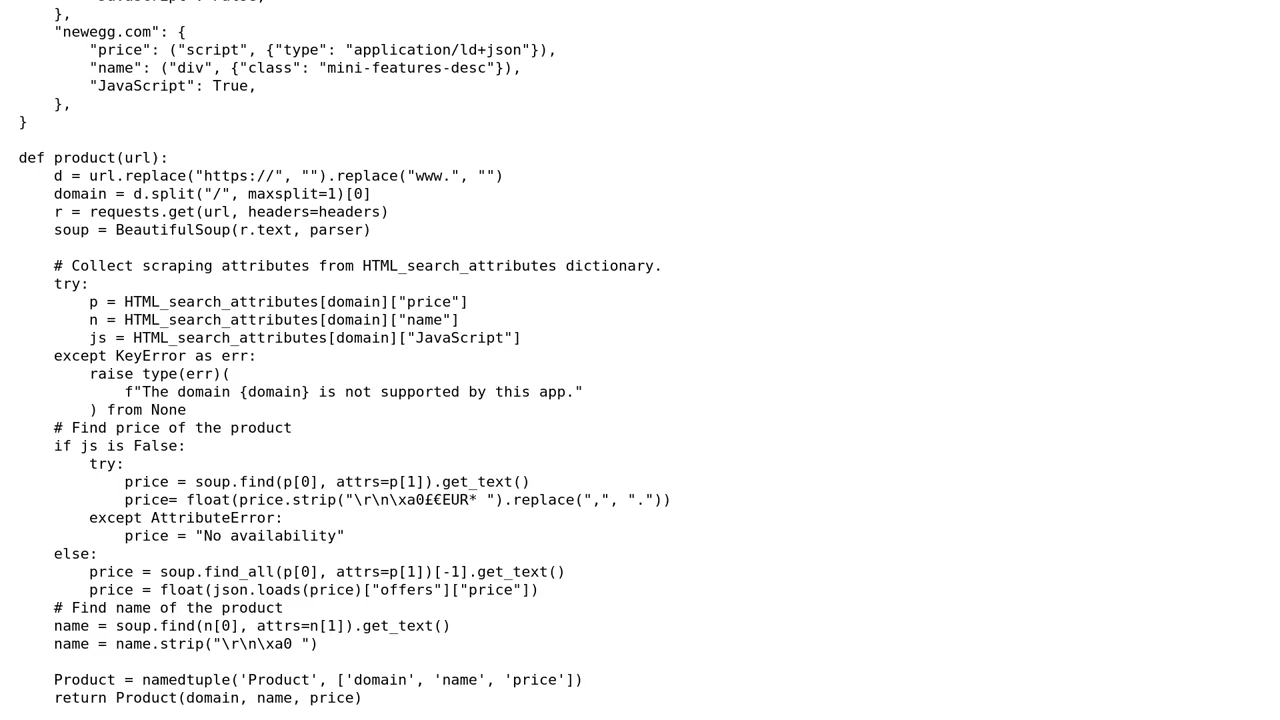 },
    "newegg.com": {
        "price": ("script", {"type": "application/ld+json"}),
        "name": ("div", {"class": "mini-features-desc"}),
        "JavaScript": True,
    },
}

def product(url):
    d = url.replace("https://", "").replace("www.", "")
    domain = d.split("/", maxsplit=1)[0]
    r = requests.get(url, headers=headers)
    soup = BeautifulSoup(r.text, parser)

    # Collect scraping attributes from HTML_search_attributes dictionary.
    try:
        p = HTML_search_attributes[domain]["price"]
        n = HTML_search_attributes[domain]["name"]
        js = HTML_search_attributes[domain]["JavaScript"]
    except KeyError as err:
        raise type(err)(
            f"The domain {domain} is not supported by this app."
        ) from None
    # Find price of the product
    if js is False:
        try:
            price = soup.find(p[0], attrs=p[1]).get_text()
            price= float(price.strip("\r\n\xa0£€EUR* ").replace(",", "."))
        except AttributeError:
            price = "No availability"
    else:
        price = soup.find_all(p[0], attrs=p[1])[-1].get_text()
        price = float(json.loads(price)["offers"]["price"])
    # Find name of the product
    name = soup.find(n[0], attrs=n[1]).get_text()
    name = name.strip("\r\n\xa0 ")

    Product = namedtuple('Product', ['domain', 'name', 'price'])
    return Product(domain, name, price)